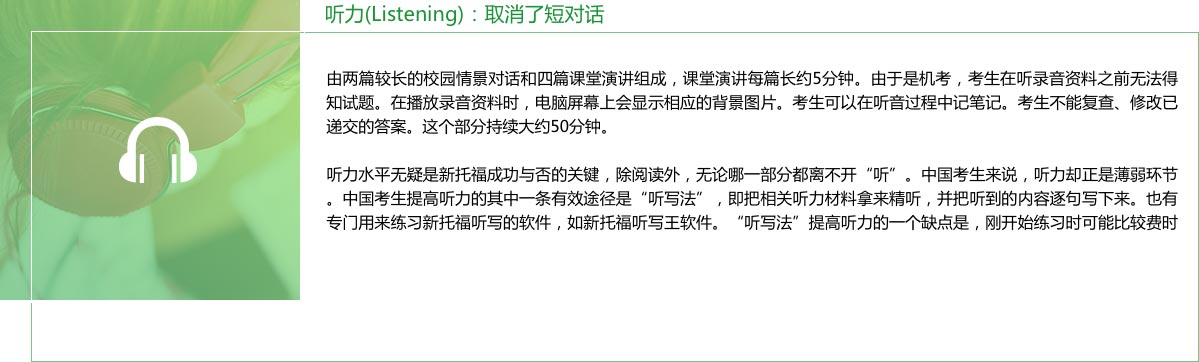 听力(Listening)：取消了短对话
由两篇较长的校园情景对话和四篇课堂演讲组成，课堂演讲每篇长约5分钟。由于是机考，考生在听录音资料之前无法得
知试题。在播放录音资料时，电脑屏幕上会显示相应的背景图片。考生可以在听音过程中记笔记。考生不能复查、修改已
递交的答案。这个部分持续大约50分钟。
听力水平无疑是新托福成功与否的关键，除阅读外，无论哪一部分都离不开“听”。中国考生来说，听力却正是薄弱环节
。中国考生提高听力的其中一条有效途径是“听写法”，即把相关听力材料拿来精听，并把听到的内容逐句写下来。也有
专门用来练习新托福听写的软件，如新托福听写王软件。“听写法”提高听力的一个缺点是，刚开始练习时可能比较费时